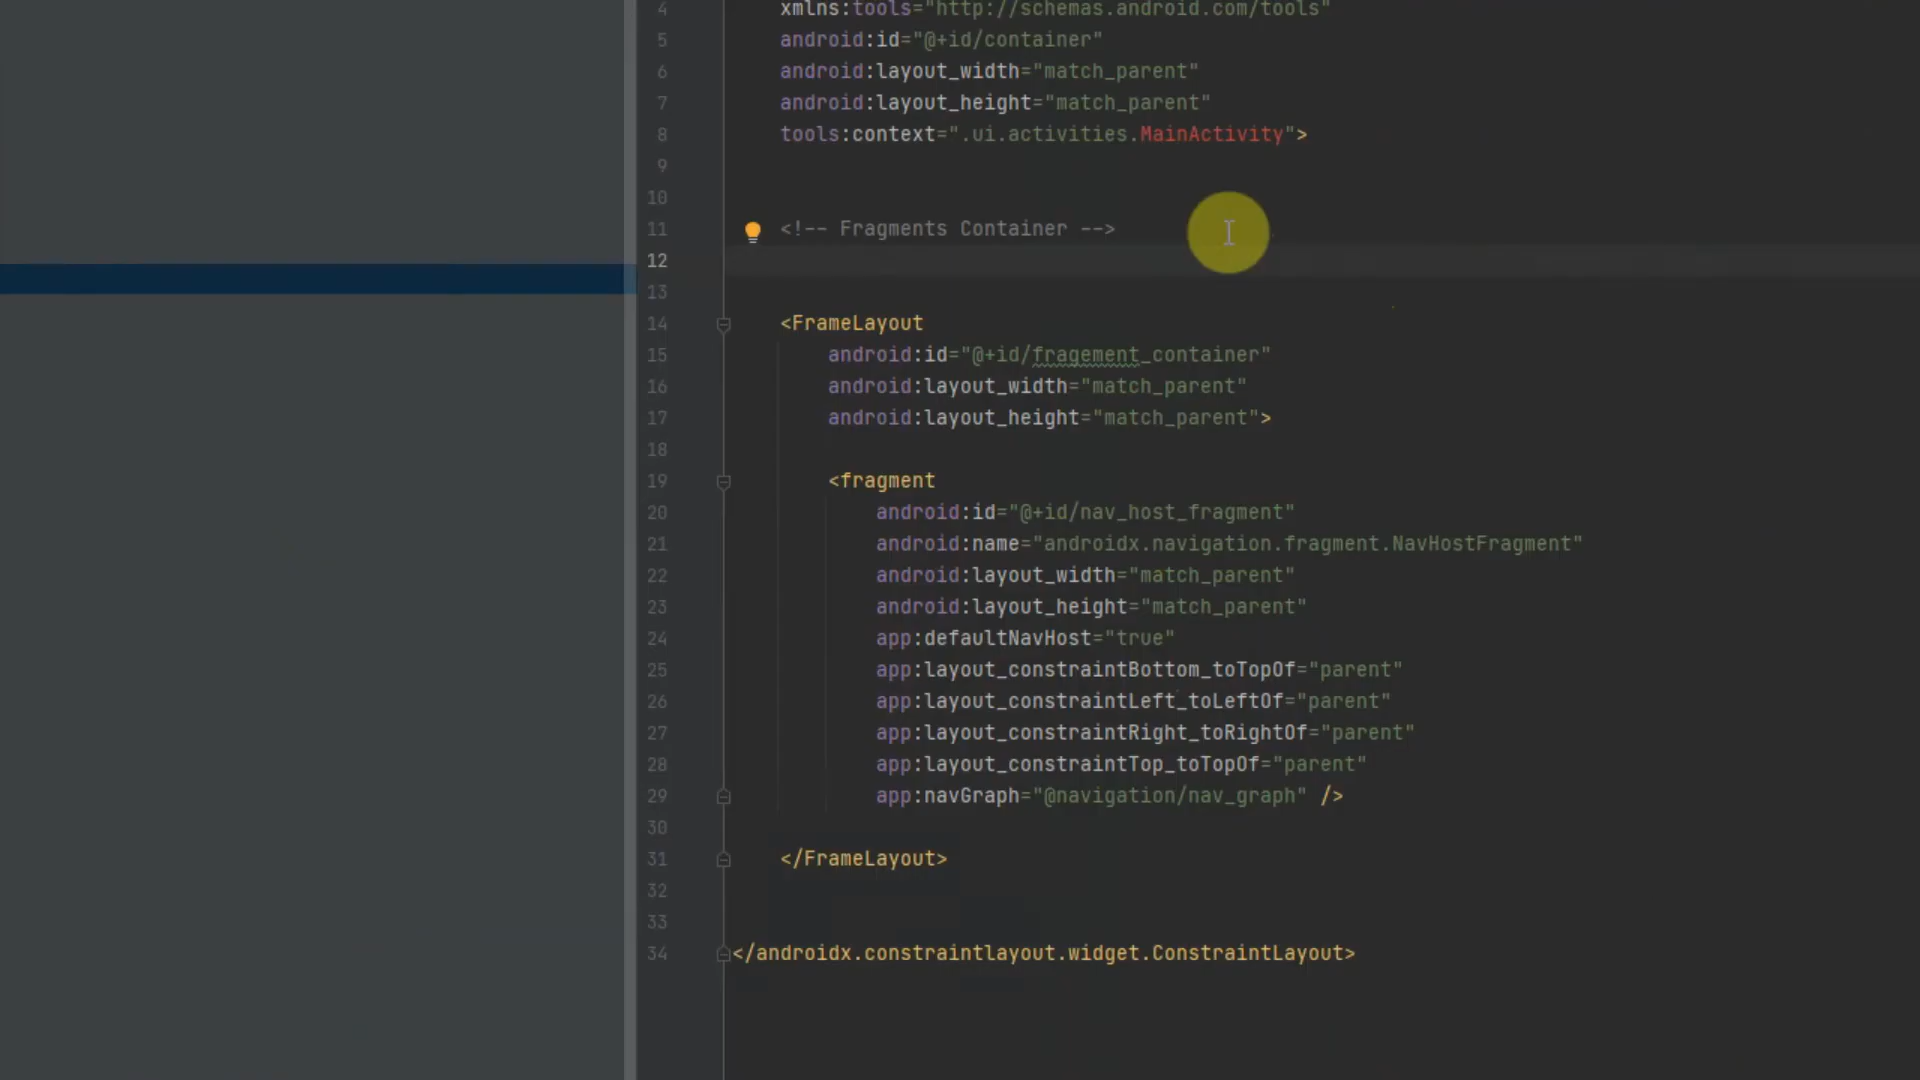 4 xmlns:tools="http://schemas.android.com/tools"
5 android:id="@+id/container"
6 android:layout_width="match_parent"
7 android:layout_height="match_parent"
8 tools:context=".ui.activities.MainActivity">
9
10
11 <!-- Fragments Container -->
12
13
14 <FrameLayout
15 android:id="@+id/fragement_container"
16 android:layout_width="match_parent"
17 android:layout_height="match_parent">
18
19 <fragment
20 android:id="@+id/nav_host_fragment"
21 android:name="androidx.navigation.fragment.NavHostFragment"
22 android:layout_width="match_parent"
23 android:layout_height="match_parent"
24 app:defaultNavHost="true"
25 app:layout_constraintBottom_toTopOf="parent"
26 app:layout_constraintLeft_toLeftOf="parent"
27 app:layout_constraintRight_toRightOf="parent"
28 app:layout_constraintTop_toTopOf="parent"
29 app:navGraph="@navigation/nav_graph" />
30
31 </FrameLayout>
32
33
34 </androidx.constraintlayout.widget.ConstraintLayout>